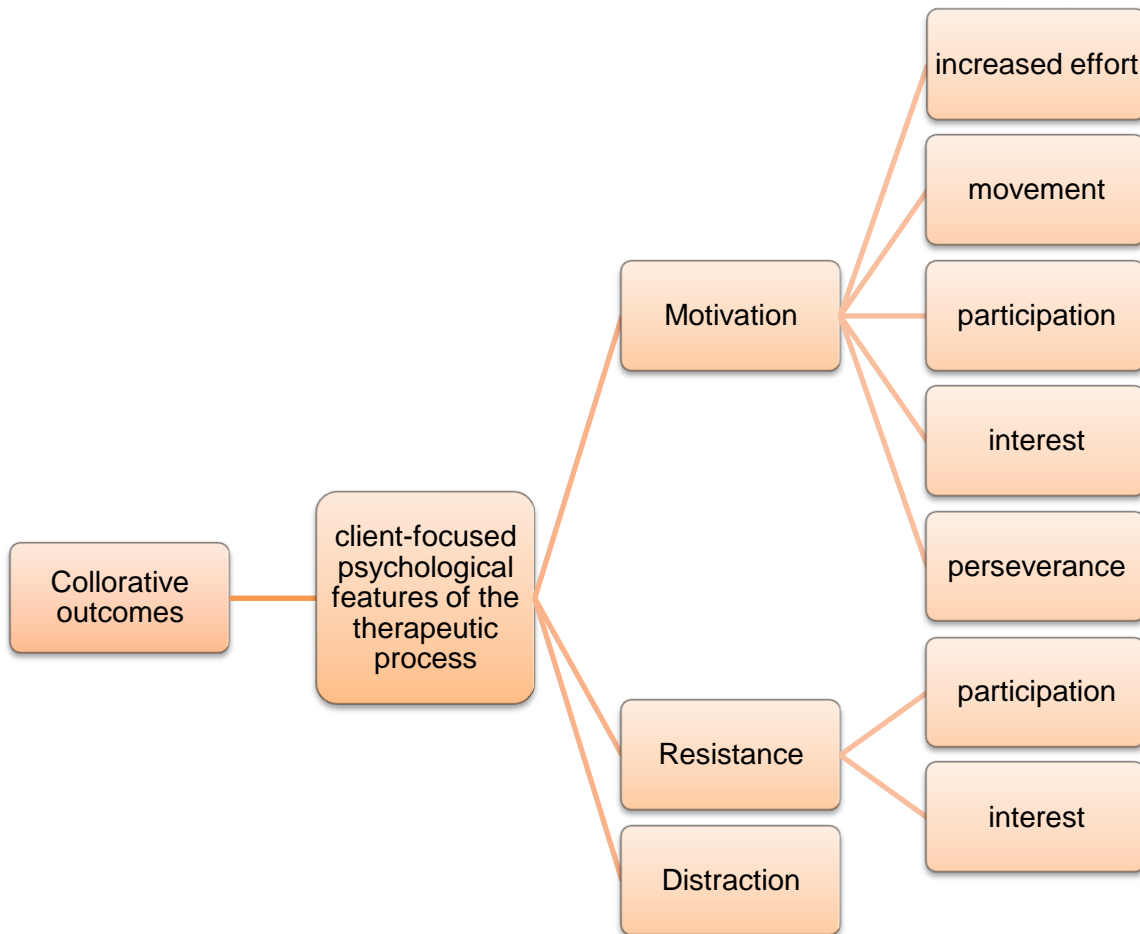 Collorative
outcomes
client-focused
psychological
features of the
therapeutic
process
Motivation
increased effort
movement
participation
interest
perseverance
Resistance
participation
interest
Distraction